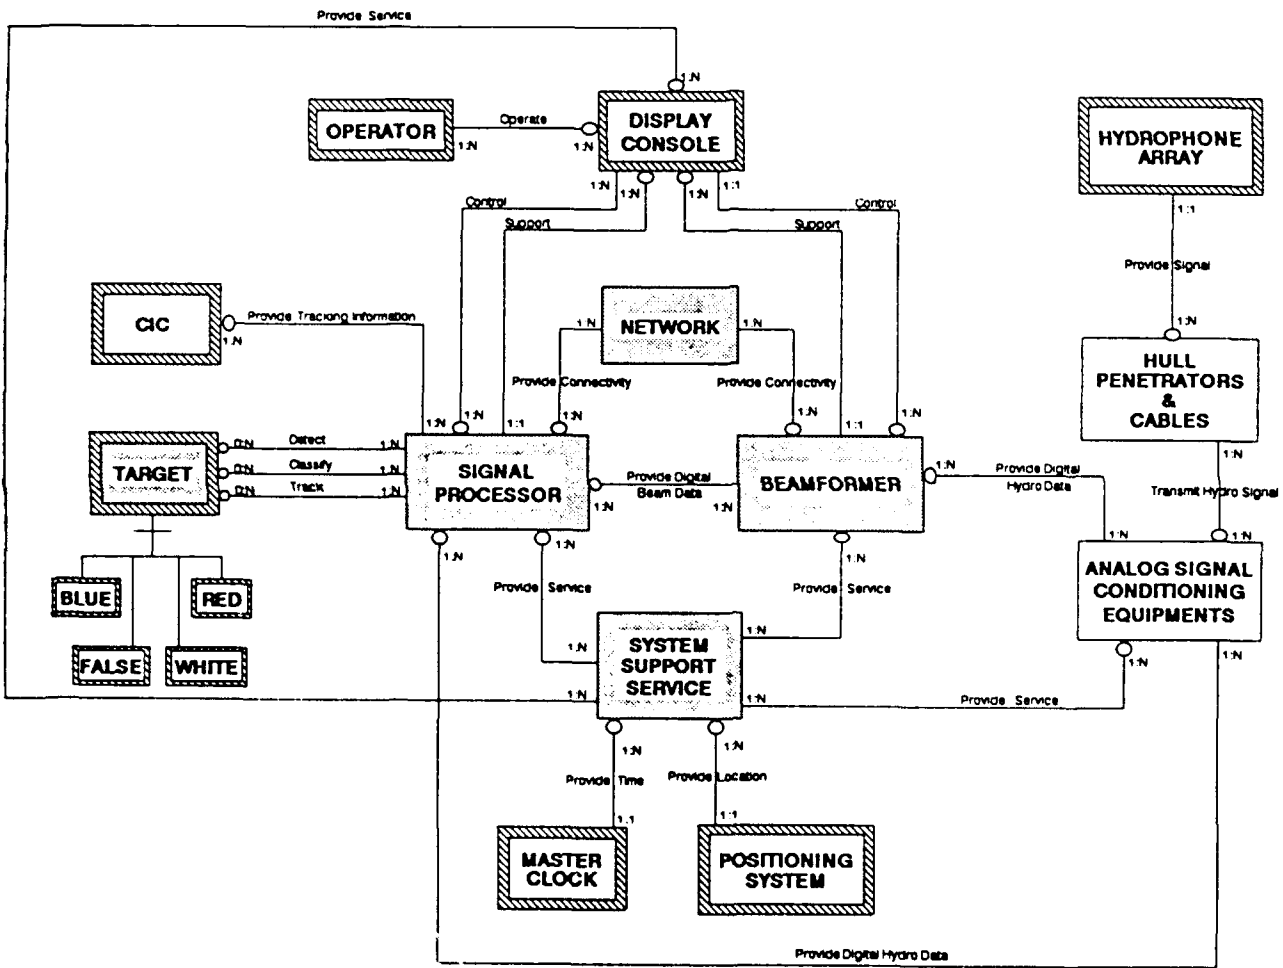 Provide Service
1:N
OPERATOR
Operate
1:N
1:N
DISPLAY
CONSOLE
1:N
1:N
1:N
1:1
Control
Support
Support
Control
HYDROPHONE
ARRAY
1:1
Provide Signal
1:N
HULL
PENETRATORS
&
CABLES
1:N
Transmit Hydro Signal
1:N
CIC
Provide Tracking Information
1:N
1:N
NETWORK
1:N
1:N
Provide Connectivity
Provide Connectivity
1:N
1:1
1:N
1:N
1:1
1:N
TARGET
0:N
Detect
1:N
0:N
Classify
1:N
0:N
Track
1:N
SIGNAL
PROCESSOR
Provide Digital
Beam Data
1:N
1:N
BEAMFORMER
1:N
Provide Digital
Hydro Data
1:N
ANALOG SIGNAL
CONDITIONING
EQUIPMENTS
1:N
1:N
BLUE
RED
FALSE
WHITE
1:N
1:N
1:N
Provide Service
Provide Service
1:N
1:N
SYSTEM
SUPPORT
SERVICE
1:N
1:N
Provide Service
1:N
1:N
Provide Time
Provide Location
1:1
1:1
MASTER
CLOCK
POSITIONING
SYSTEM
Provide Digital Hydro Data